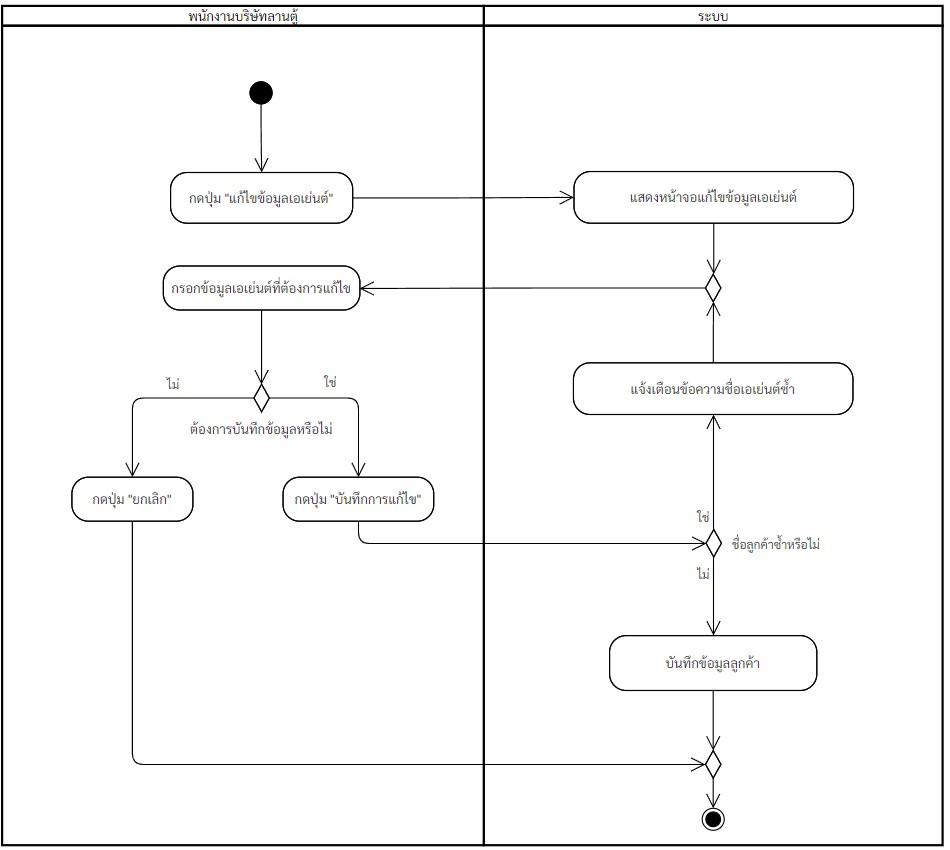 พนักงานบริษัทลานตู้
ระบบ
กดปุ่ม "แก้ไขข้อมูลเอเย่นต์"
แสดงหน้าจอแก้ไขข้อมูลเอเย่นต์
กรอกข้อมูลเอเย่นต์ที่ต้องการแก้ไข
แจ้งเตือนข้อความชื่อเอเย่นต์ซ้ำ
ไม่
ใช่
ต้องการบันทึกข้อมูลหรือไม่
กดปุ่ม "ยกเลิก"
กดปุ่ม "บันทึกการแก้ไข"
ใช่
ชื่อลูกค้าซ้ำหรือไม่
ไม่
บันทึกข้อมูลลูกค้า